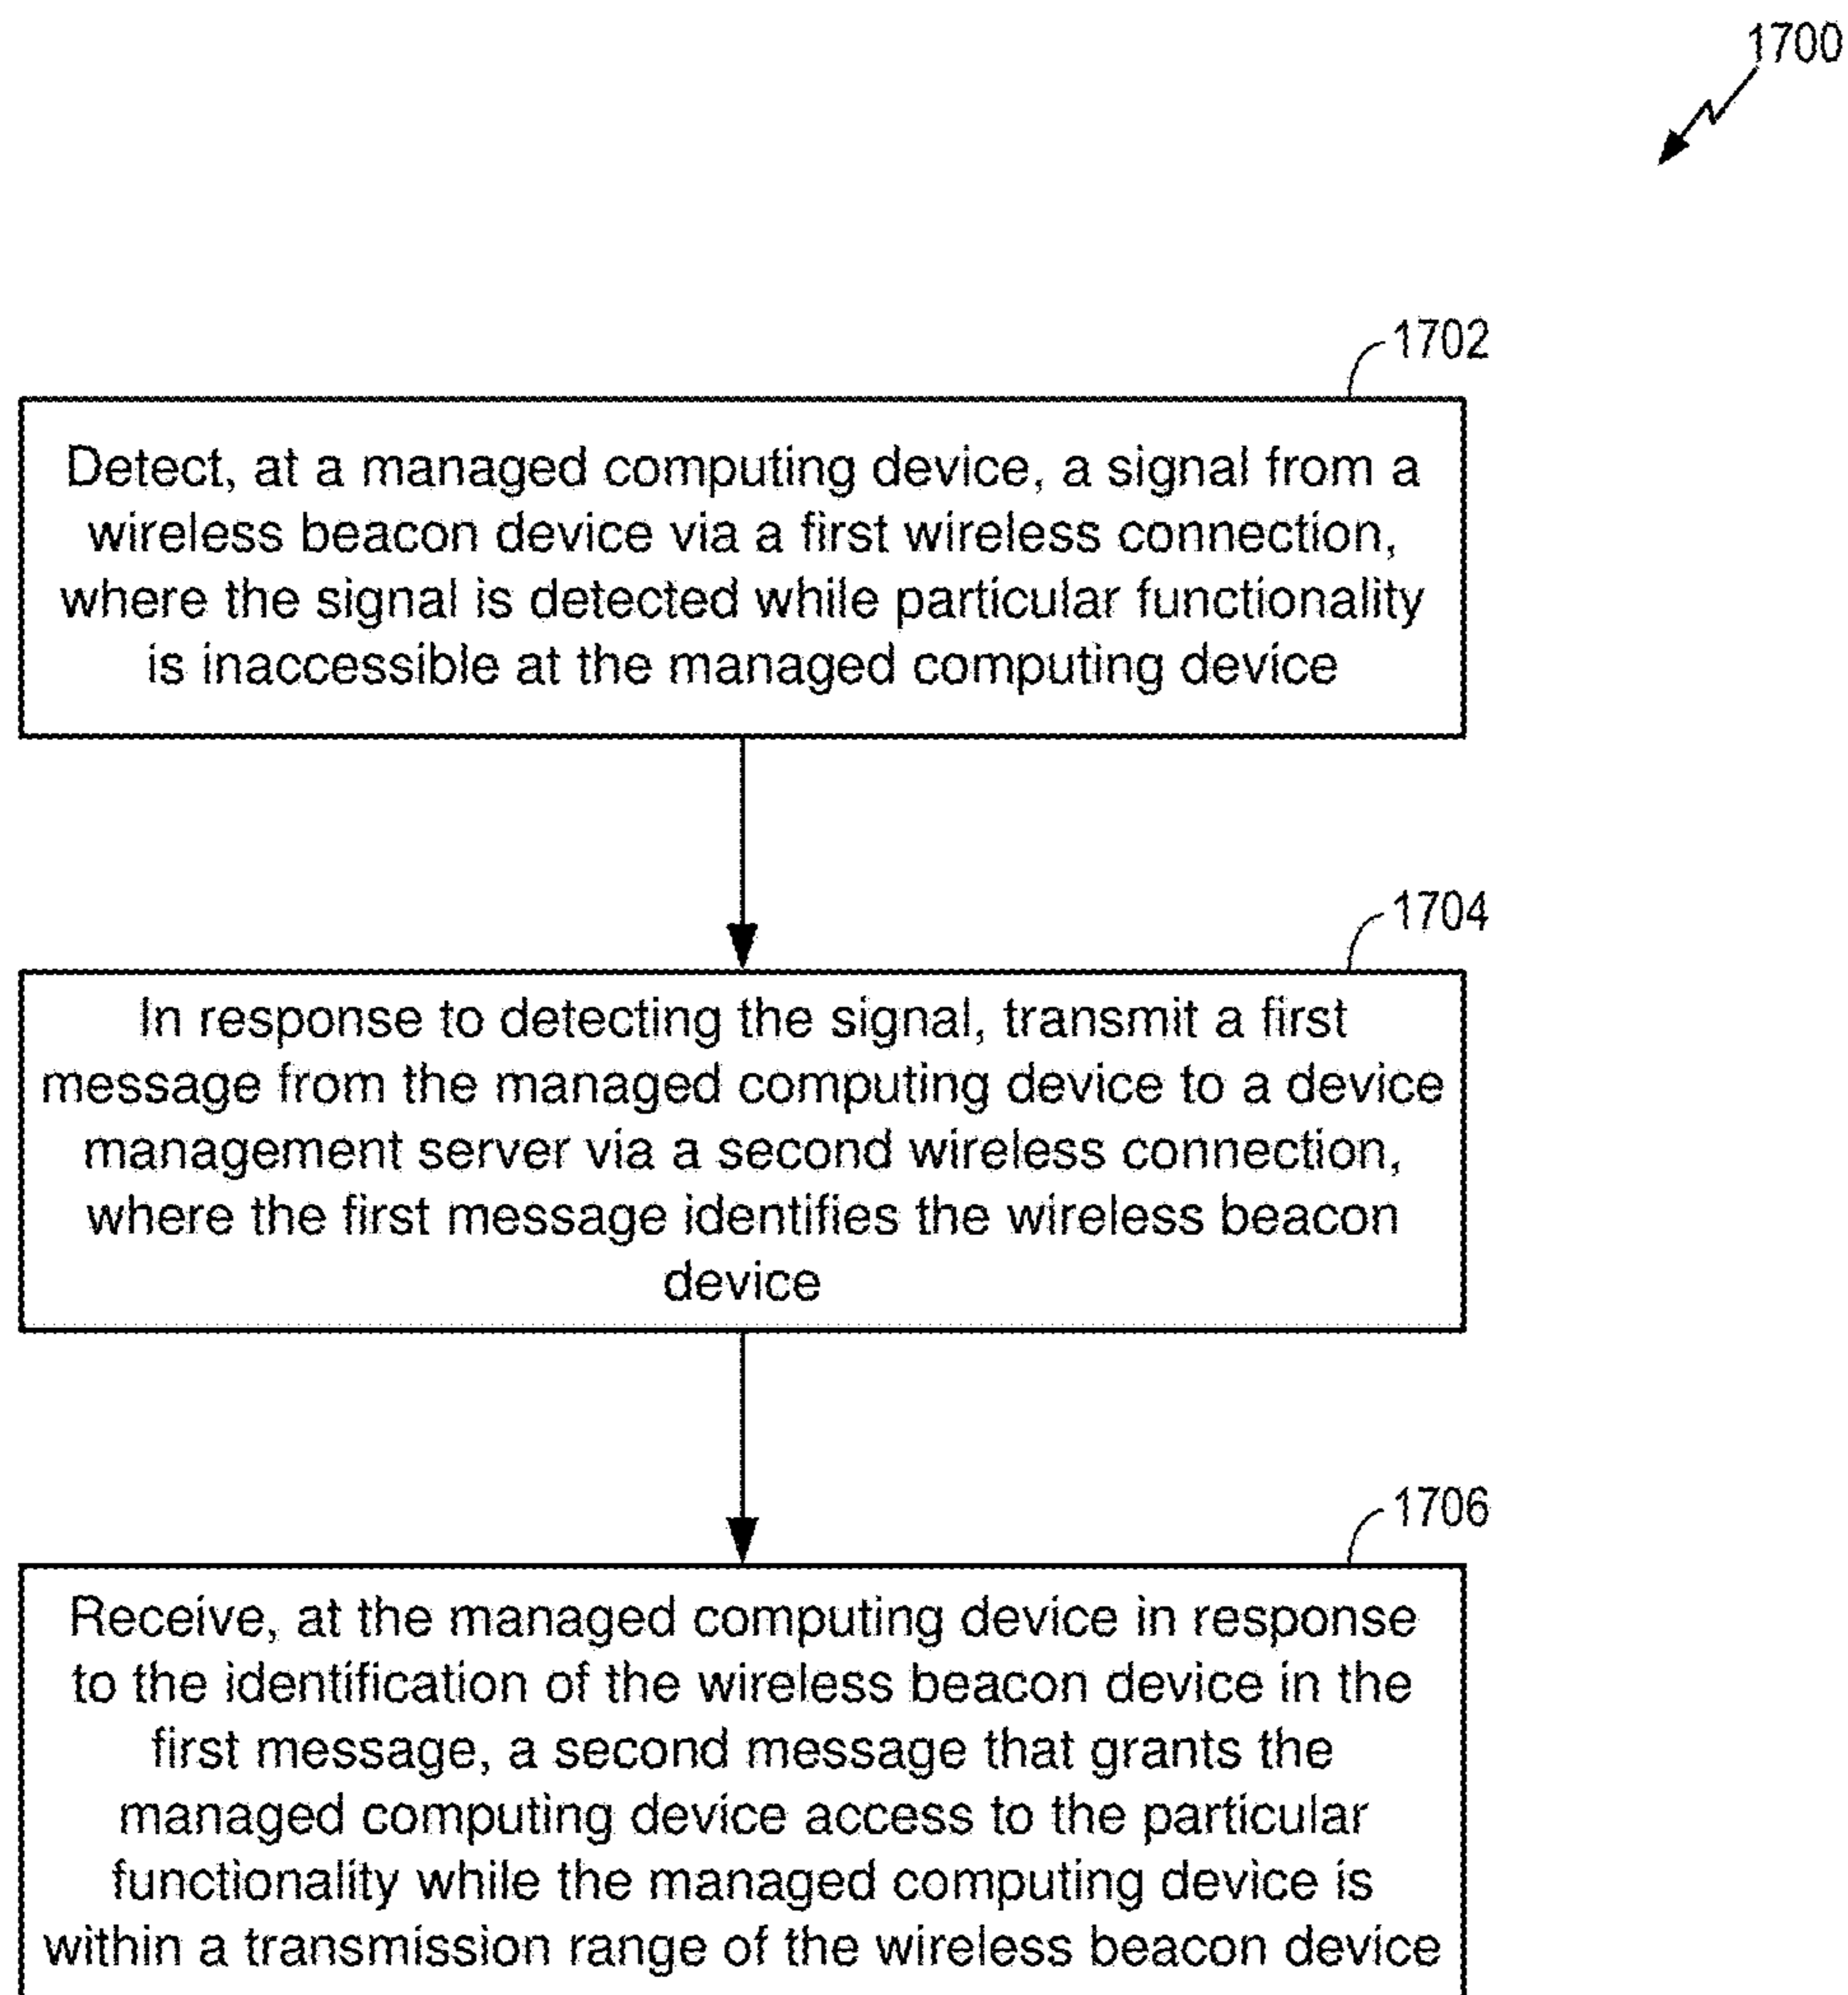 1700
1702
Detect, at a managed computing device, a signal from a
wireless beacon device via a first wireless connection,
where the signal is detected while particular functionality
is inaccessible at the managed computing device
1704
In response to detecting the signal, transmit a first
message from the managed computing device to a device
management server via a second wireless connection,
where the first message identifies the wireless beacon
device
1706
Receive, at the managed computing device in response
to the identification of the wireless beacon device in the
first message, a second message that grants the
managed computing device access to the particular
functionality while the managed computing device is
within a transmission range of the wireless beacon device